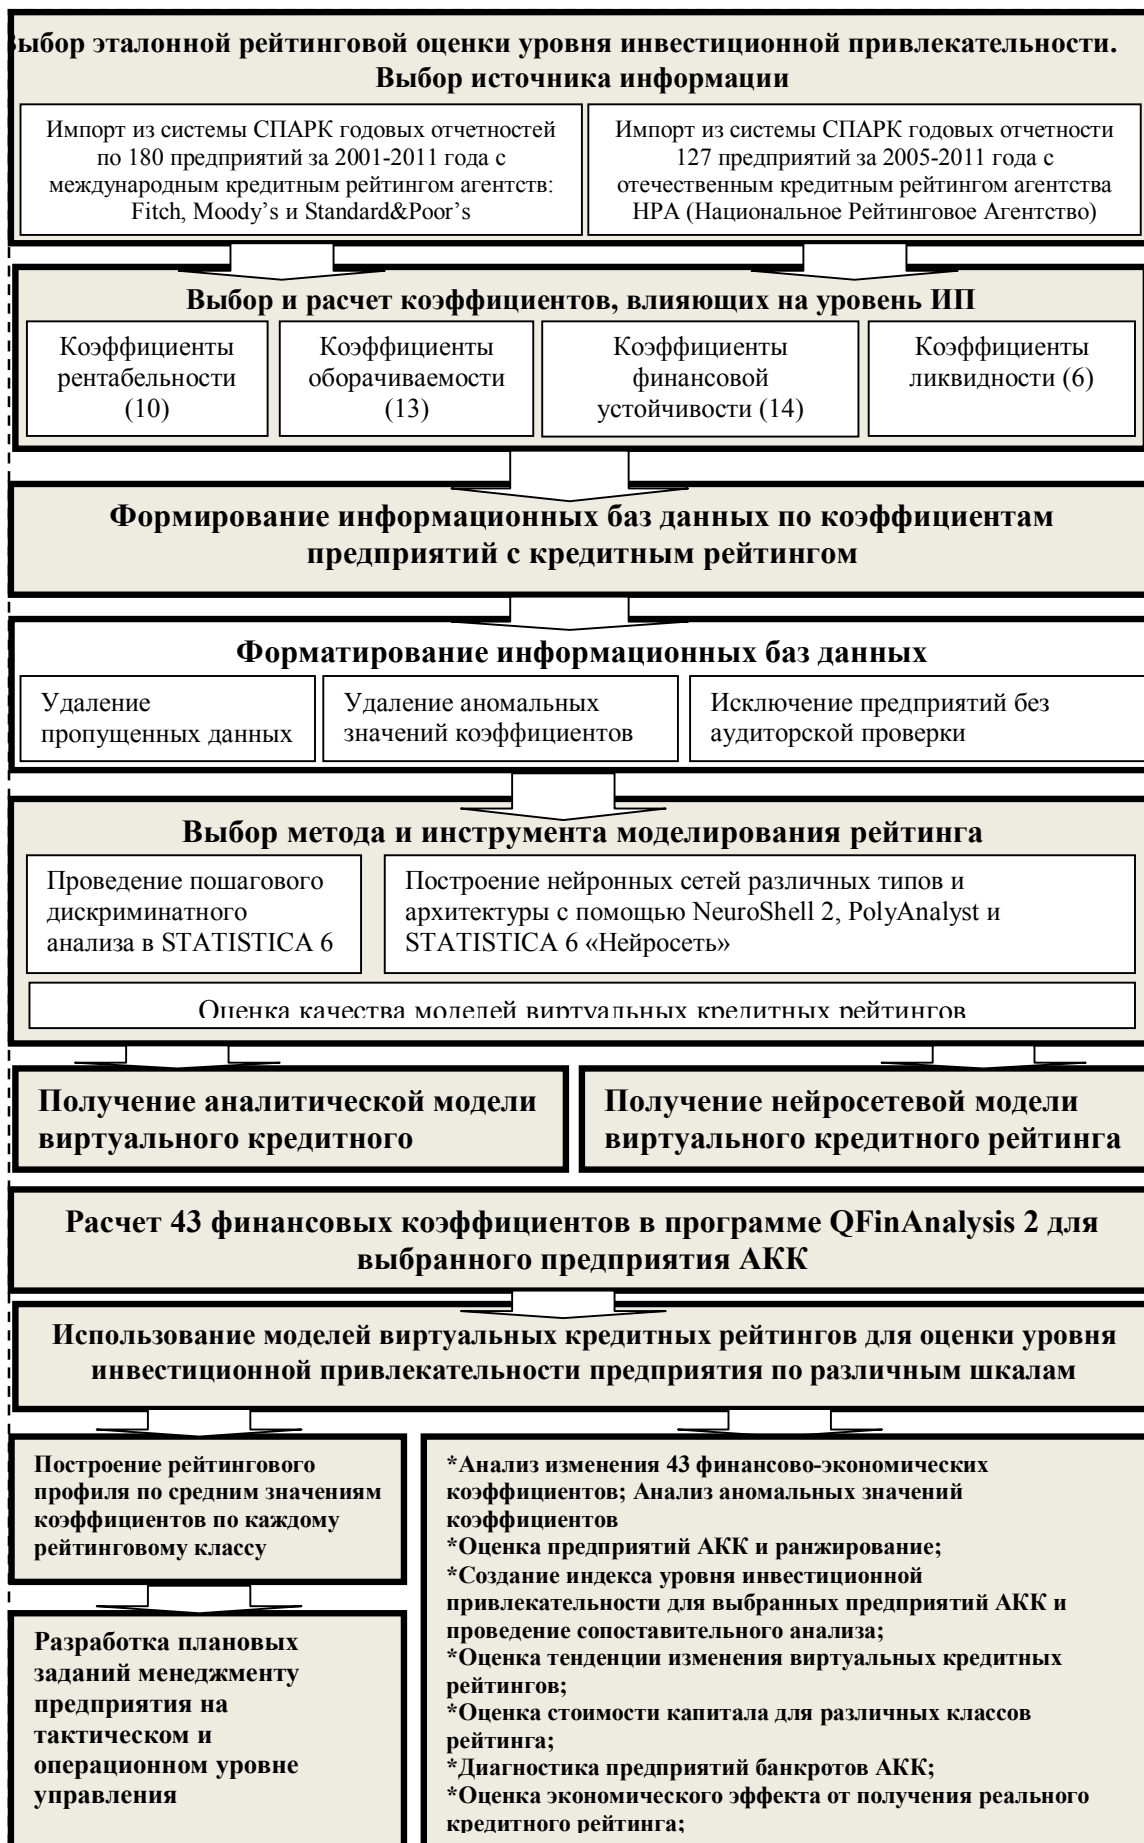 Выбор эталонной рейтинговой оценки уровня инвестиционной привлекательности.
Выбор источника информации
Импорт из системы СПАРК годовых отчетностей
по 180 предприятий за 2001-2011 года с
международным кредитным рейтингом агентств:
Fitch, Moody’s и Standard&Poor’s
Импорт из системы СПАРК годовых отчетности
127 предприятий за 2005-2011 года с
отечественным кредитным рейтингом агентства
НРА (Национальное Рейтинговое Агентство)
Выбор и расчет коэффициентов, влияющих на уровень ИП
Коэффициенты
рентабельности
(10)
Коэффициенты
оборачиваемости
(13)
Коэффициенты
финансовой
устойчивости (14)
Коэффициенты
ликвидности (6)
Формирование информационных баз данных по коэффициентам
предприятий с кредитным рейтингом
Форматирование информационных баз данных
Удаление
пропущенных данных
Удаление аномальных
значений коэффициентов
Исключение предприятий без
аудиторской проверки
Выбор метода и инструмента моделирования рейтинга
Проведение пошагового
дискриминатного
анализа в STATISTICA 6
Построение нейронных сетей различных типов и
архитектуры с помощью NeuroShell 2, PolyAnalyst и
STATISTICA 6 «Нейросеть»
Оценка качества моделей виртуальных кредитных рейтингов
Получение аналитической модели
виртуального кредитного
Получение нейросетевой модели
виртуального кредитного рейтинга
Расчет 43 финансовых коэффициентов в программе QFinAnalysis 2 для
выбранного предприятия АКК
Использование моделей виртуальных кредитных рейтингов для оценки уровня
инвестиционной привлекательности предприятия по различным шкалам
Построение рейтингового
профиля по средним значениям
коэффициентов по каждому
рейтинговому классу
Разработка плановых
заданий менеджменту
предприятия на
тактическом и
операционном уровне
управления
*Анализ изменения 43 финансово-экономических
коэффициентов; Анализ аномальных значений
коэффициентов
*Оценка предприятий АКК и ранжирование;
*Создание индекса уровня инвестиционной
привлекательности для выбранных предприятий АКК и
проведение сопоставительного анализа;
*Оценка тенденции изменения виртуальных кредитных
рейтингов;
*Оценка стоимости капитала для различных классов
рейтинга;
*Диагностика предприятий банкротов АКК;
*Оценка экономического эффекта от получения реального
кредитного рейтинга;